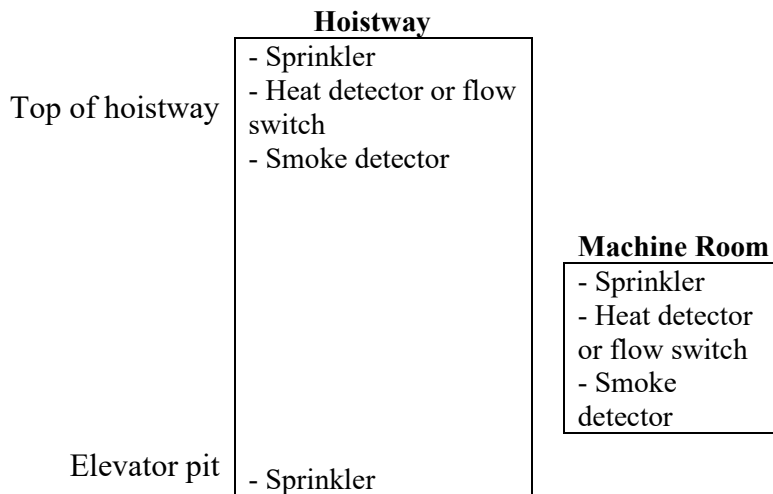 Hoistway
Top of hoistway
- Sprinkler
- Heat detector or flow
switch
- Smoke detector
Machine Room
- Sprinkler
- Heat detector
or flow switch
- Smoke
detector
Elevator pit
- Sprinkler